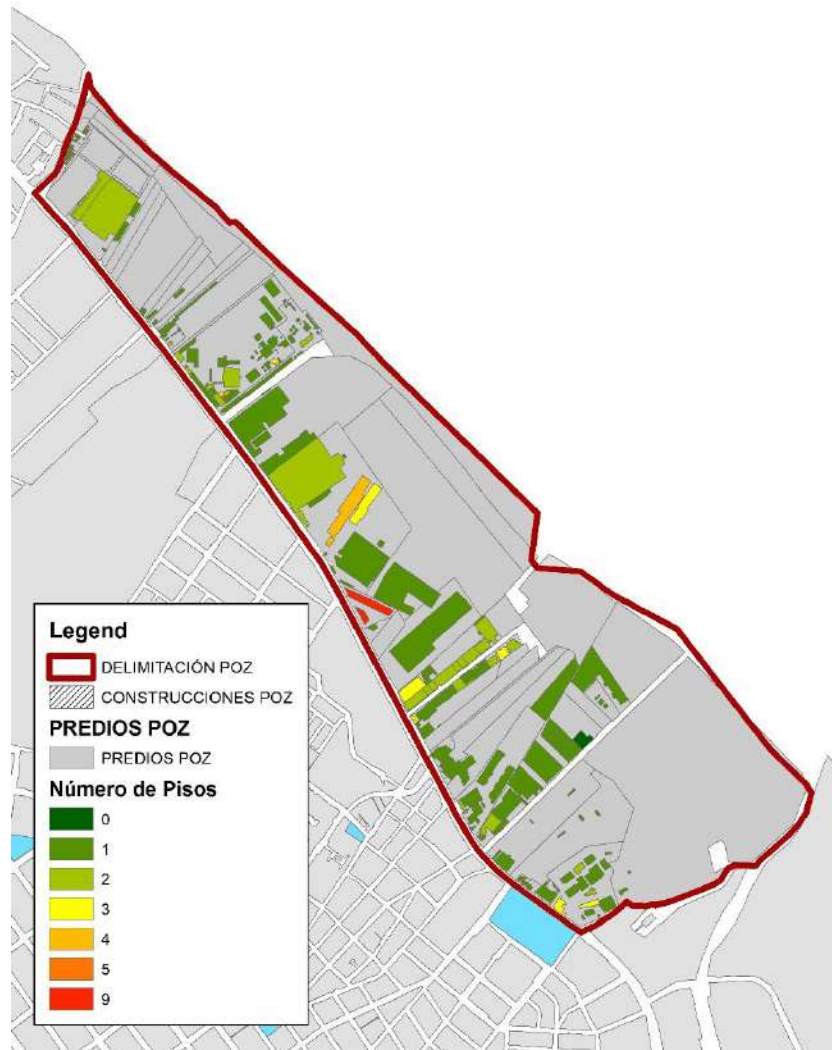 Legend
DELIMITACIÓN POZ
CONSTRUCCIONES POZ
PREDIOS POZ
PREDIOS POZ
Número de Pisos
0
1
2
3
4
5
9